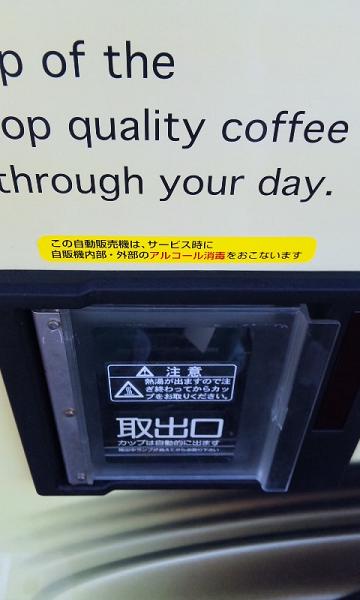 p of the
op quality coffee
through your day.
この自動販売機は、サービス時に
自販機内部・外部のアルコール消毒をおこないます
注意
熱湯が出ますので注
ぎ終わってからカッ
プをお取りください。
取出口
カップは自動的に出ます